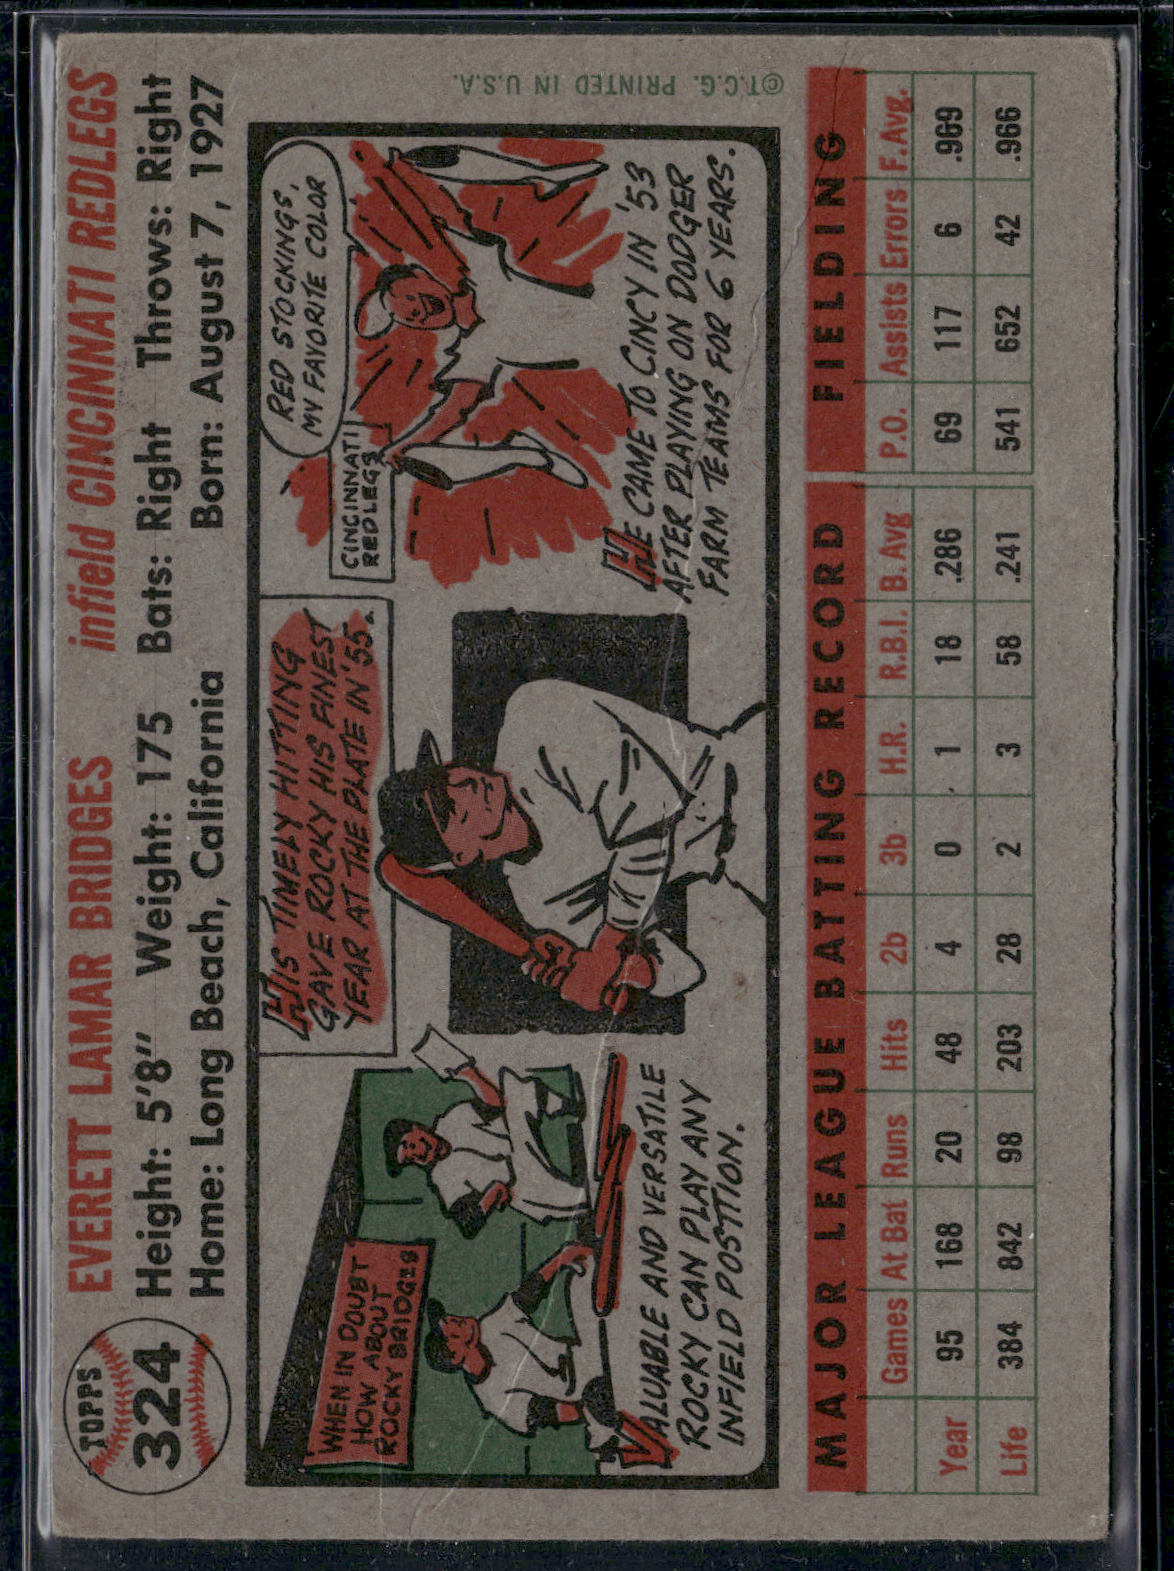 TOPPS
324
EVERETT LAMAR BRIDGES infield CINCINNATI REDLEGS
Height: 5'8" Weight: 175 Bats: Right Throws: Right
Home: Long Beach, California Born: August 7, 1927
"WHEN IN DOUBT
HOW ABOUT
ROCKY BRIDGES
VALUABLE AND VERSATILE
ROCKY CAN PLAY ANY
INFIELD POSTITION.
HIS TIMELY HITTING
GAVE ROCKY HIS FINEST
YEAR AT THE PLATE IN '55.
RED STOCKINGS,
MY FAVORITE COLOR
CINCINNATI
REDLEGS
HE CAME TO CINCY IN '53
AFTER PLAYING ON DODGER
FARM TEAMS FOR 6 YEARS.
©T.C.G. PRINTED IN U.S.A.
MAJOR LEAGUE BATTING RECORD FIELDING
Games At Bat Runs Hits 2b 3b H.R. R.B.I. B. Avg P.O. Assists Errors F. Avg.
Year 95 168 20 48 4 0 1 18 .286 69 117 6 .969
Life 384 842 98 203 28 2 3 58 .241 541 652 42 .966